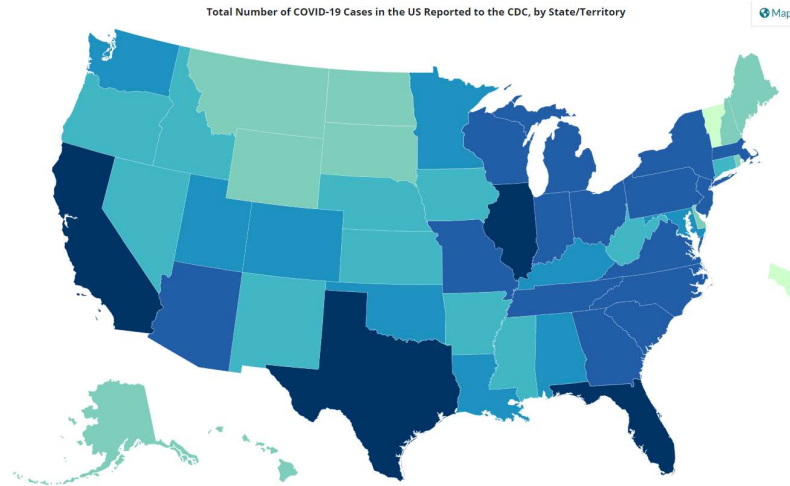 Total Number of COVID-19 Cases in the US Reported to the CDC, by State/Territory
Map